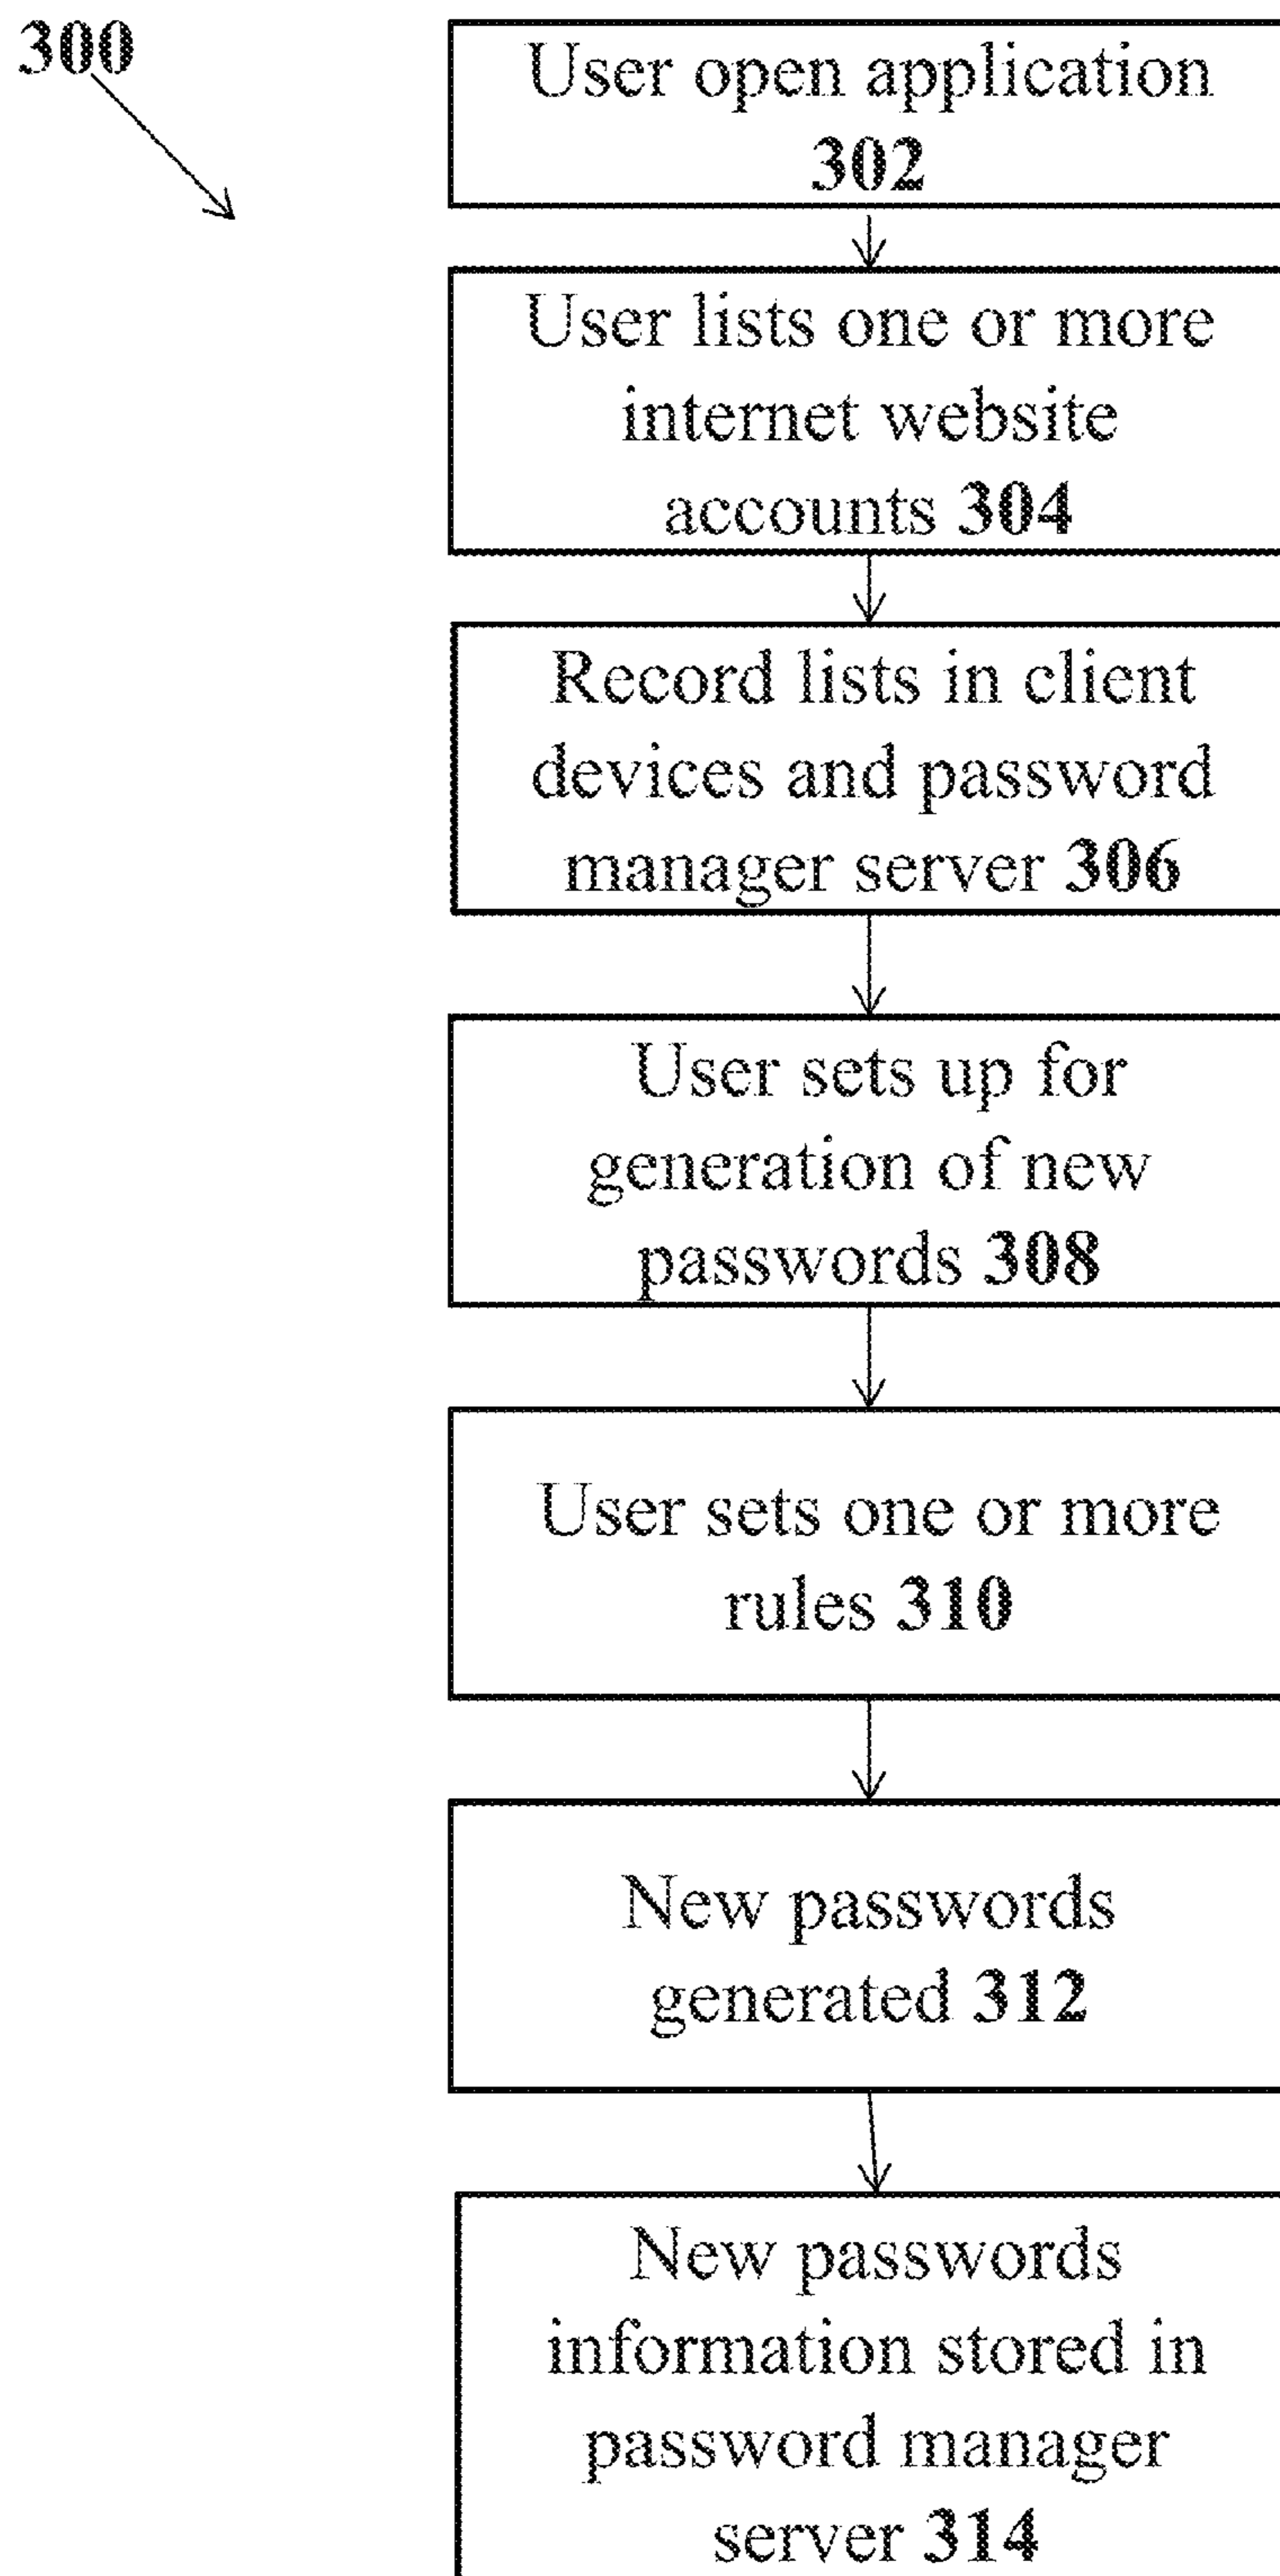 300
User open application
302
User lists one or more
internet website
accounts 304
Record lists in client
devices and password
manager server 306
User sets up for
generation of new
passwords 308
User sets one or more
rules 310
New passwords
generated 312
New passwords
information stored in
password manager
server 314